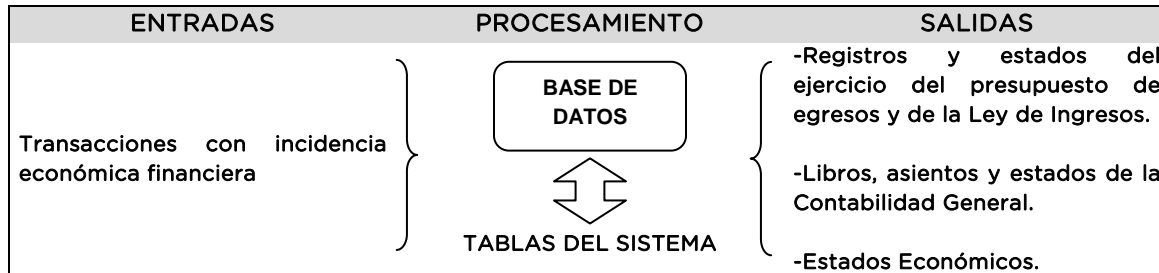 ENTRADAS PROCESAMIENTO SALIDAS
Transacciones con incidencia
económica financiera
BASE DE
DATOS
TABLAS DEL SISTEMA
-Registros y estados del
ejercicio del presupuesto de
egresos y de la Ley de Ingresos.
-Libros, asientos y estados de la
Contabilidad General.
-Estados Económicos.